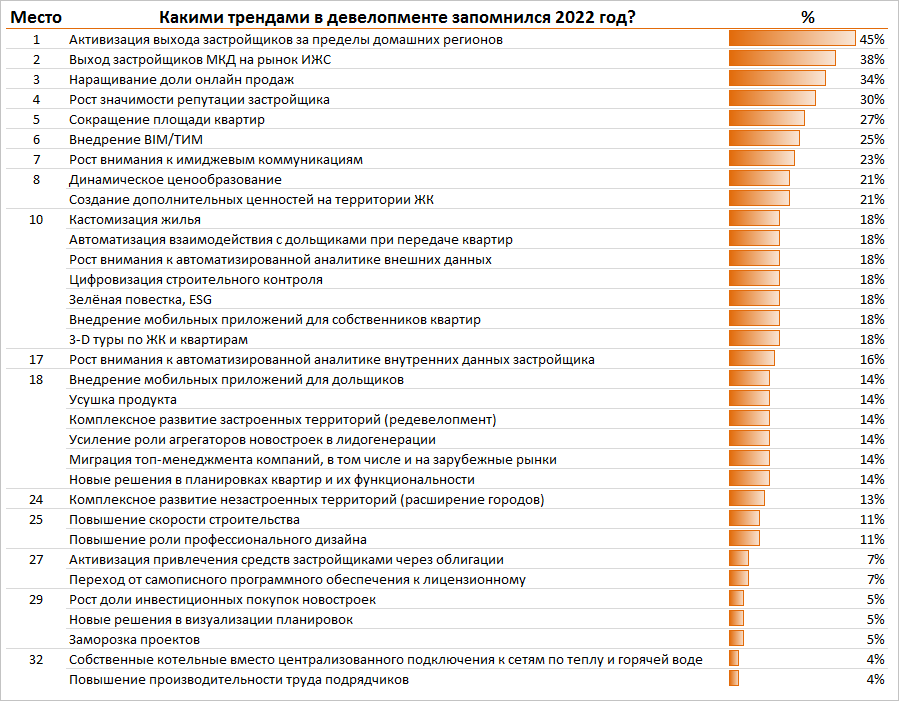 Место Какими трендами в девелопменте запомнился 2022 год? %
1 Активизация выхода застройщиков за пределы домашних регионов 45%
2 Выход застройщиков МКД на рынок ИЖС 38%
3 Наращивание доли онлайн продаж 34%
4 Рост значимости репутации застройщика 30%
5 Сокращение площади квартир 27%
6 Внедрение BIM/ТИМ 25%
7 Рост внимания к имиджевым коммуникациям 23%
8 Динамическое ценообразование 21%
Создание дополнительных ценностей на территории ЖК 21%
10 Кастомизация жилья 18%
Автоматизация взаимодействия с дольщиками при передаче квартир 18%
Рост внимания к автоматизированной аналитике внешних данных 18%
Цифровизация строительного контроля 18%
Зелёная повестка, ESG 18%
Внедрение мобильных приложений для собственников квартир 18%
3-D туры по ЖК и квартирам 18%
17 Рост внимания к автоматизированной аналитике внутренних данных застройщика 16%
18 Внедрение мобильных приложений для дольщиков 14%
Усушка продукта 14%
Комплексное развитие застроенных территорий (редевелопмент) 14%
Усиление роли агрегаторов новостроек в лидогенерации 14%
Миграция топ-менеджмента компаний, в том числе и на зарубежные рынки 14%
Новые решения в планировках квартир и их функциональности 14%
24 Комплексное развитие незастроенных территорий (расширение городов) 13%
25 Повышение скорости строительства 11%
Повышение роли профессионального дизайна 11%
27 Активизация привлечения средств застройщиками через облигации 7%
Переход от самописного программного обеспечения к лицензионному 7%
29 Рост доли инвестиционных покупок новостроек 5%
Новые решения в визуализации планировок 5%
Заморозка проектов 5%
32 Собственные котельные вместо централизованного подключения к сетям по теплу и горячей воде 4%
Повышение производительности труда подрядчиков 4%